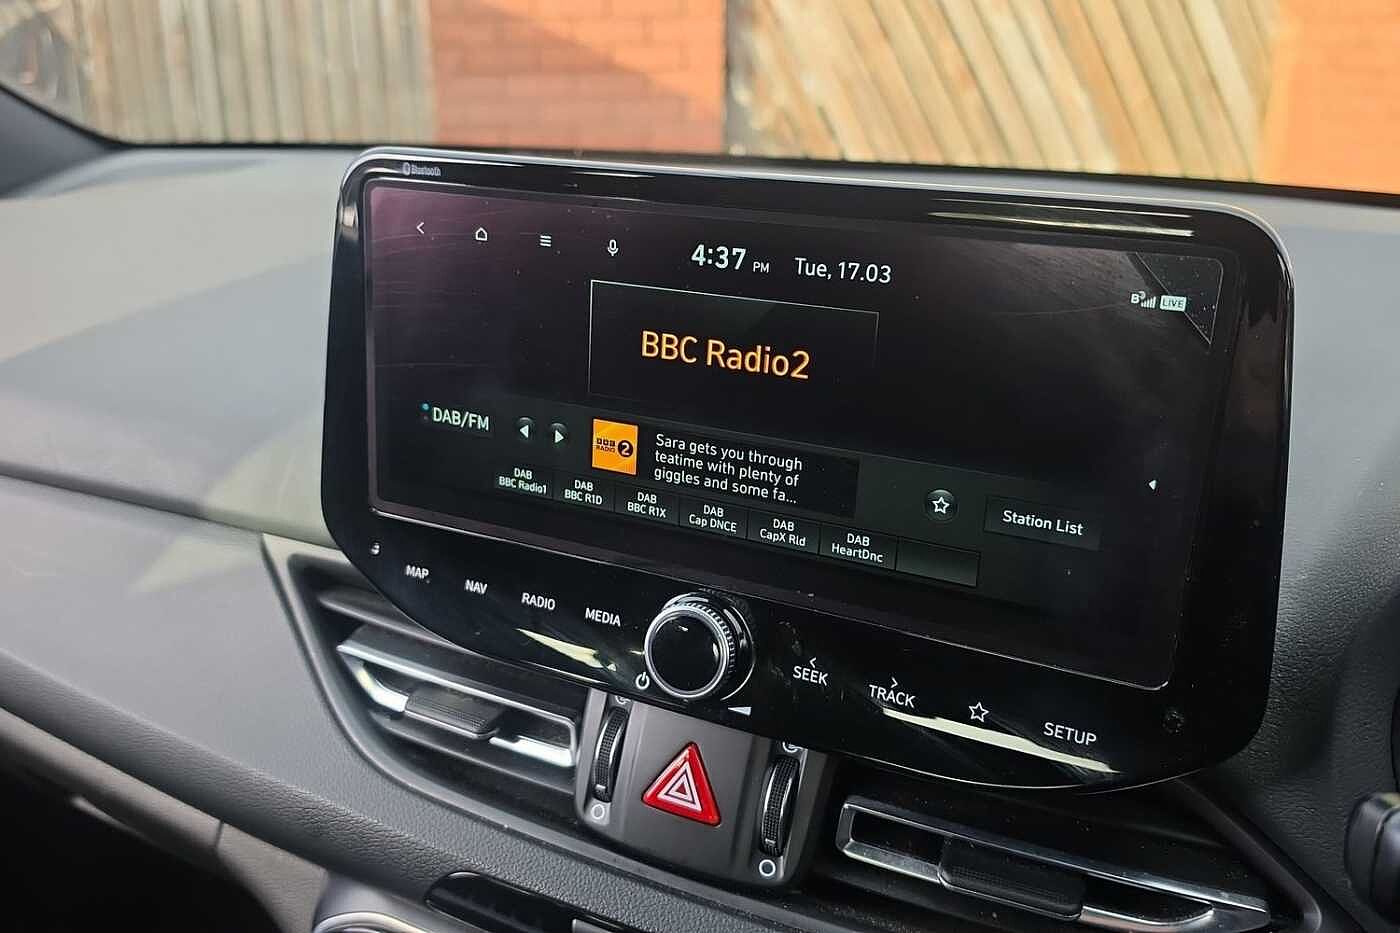 Bluetooth
4:37 PM Tue, 17.03
LIVE
BBC Radio2
DAB/FM
BBC
RADIO 2
Sara gets you through
teatime with plenty of
giggles and some fa...
Station List
DAB
BBC Radio1
DAB
BBC R1D
DAB
BBC R1X
DAB
Cap DNCE
DAB
CapX Rld
DAB
HeartDnc
MAP
NAV
RADIO
MEDIA
SEEK
TRACK
SETUP